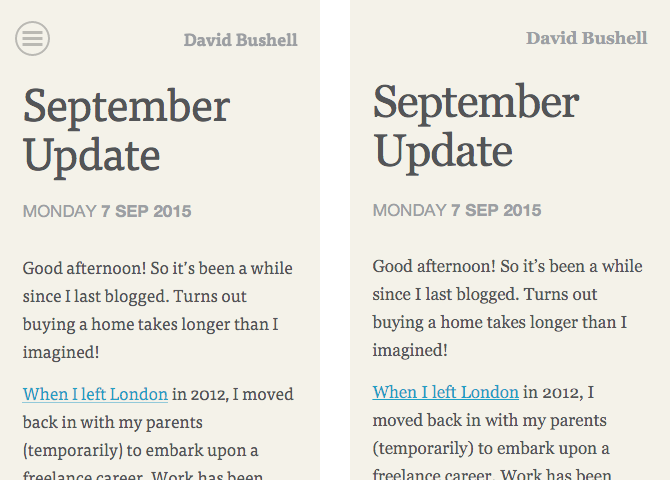 David Bushell
September
Update
MONDAY 7 SEP 2015
Good afternoon! So it’s been a while
since I last blogged. Turns out
buying a home takes longer than I
imagined!
When I left London in 2012, I moved
back in with my parents
(temporarily) to embark upon a
freelance career. Work has been
David Bushell
September
Update
MONDAY 7 SEP 2015
Good afternoon! So it’s been a while
since I last blogged. Turns out
buying a home takes longer than I
imagined!
When I left London in 2012, I
moved back in with my parents
(temporarily) to embark upon a
freelance career. Work has been